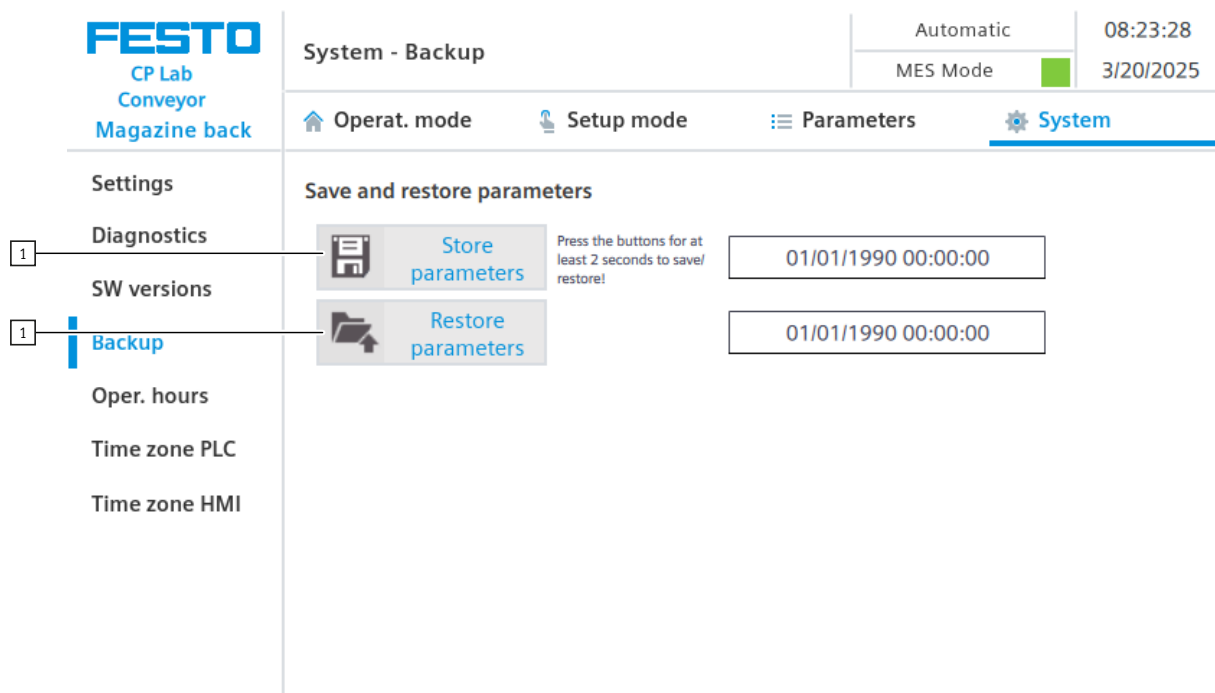 FESTO
CP Lab
Conveyor
Magazine back
System - Backup
Automatic
MES Mode
08:23:28
3/20/2025
Operat. mode
Setup mode
Parameters
System
Settings
Diagnostics
SW versions
Backup
Oper. hours
Time zone PLC
Time zone HMI
Save and restore parameters
1
Store
parameters
Press the buttons for at
least 2 seconds to save/
restore!
01/01/1990 00:00:00
1
Restore
parameters
01/01/1990 00:00:00